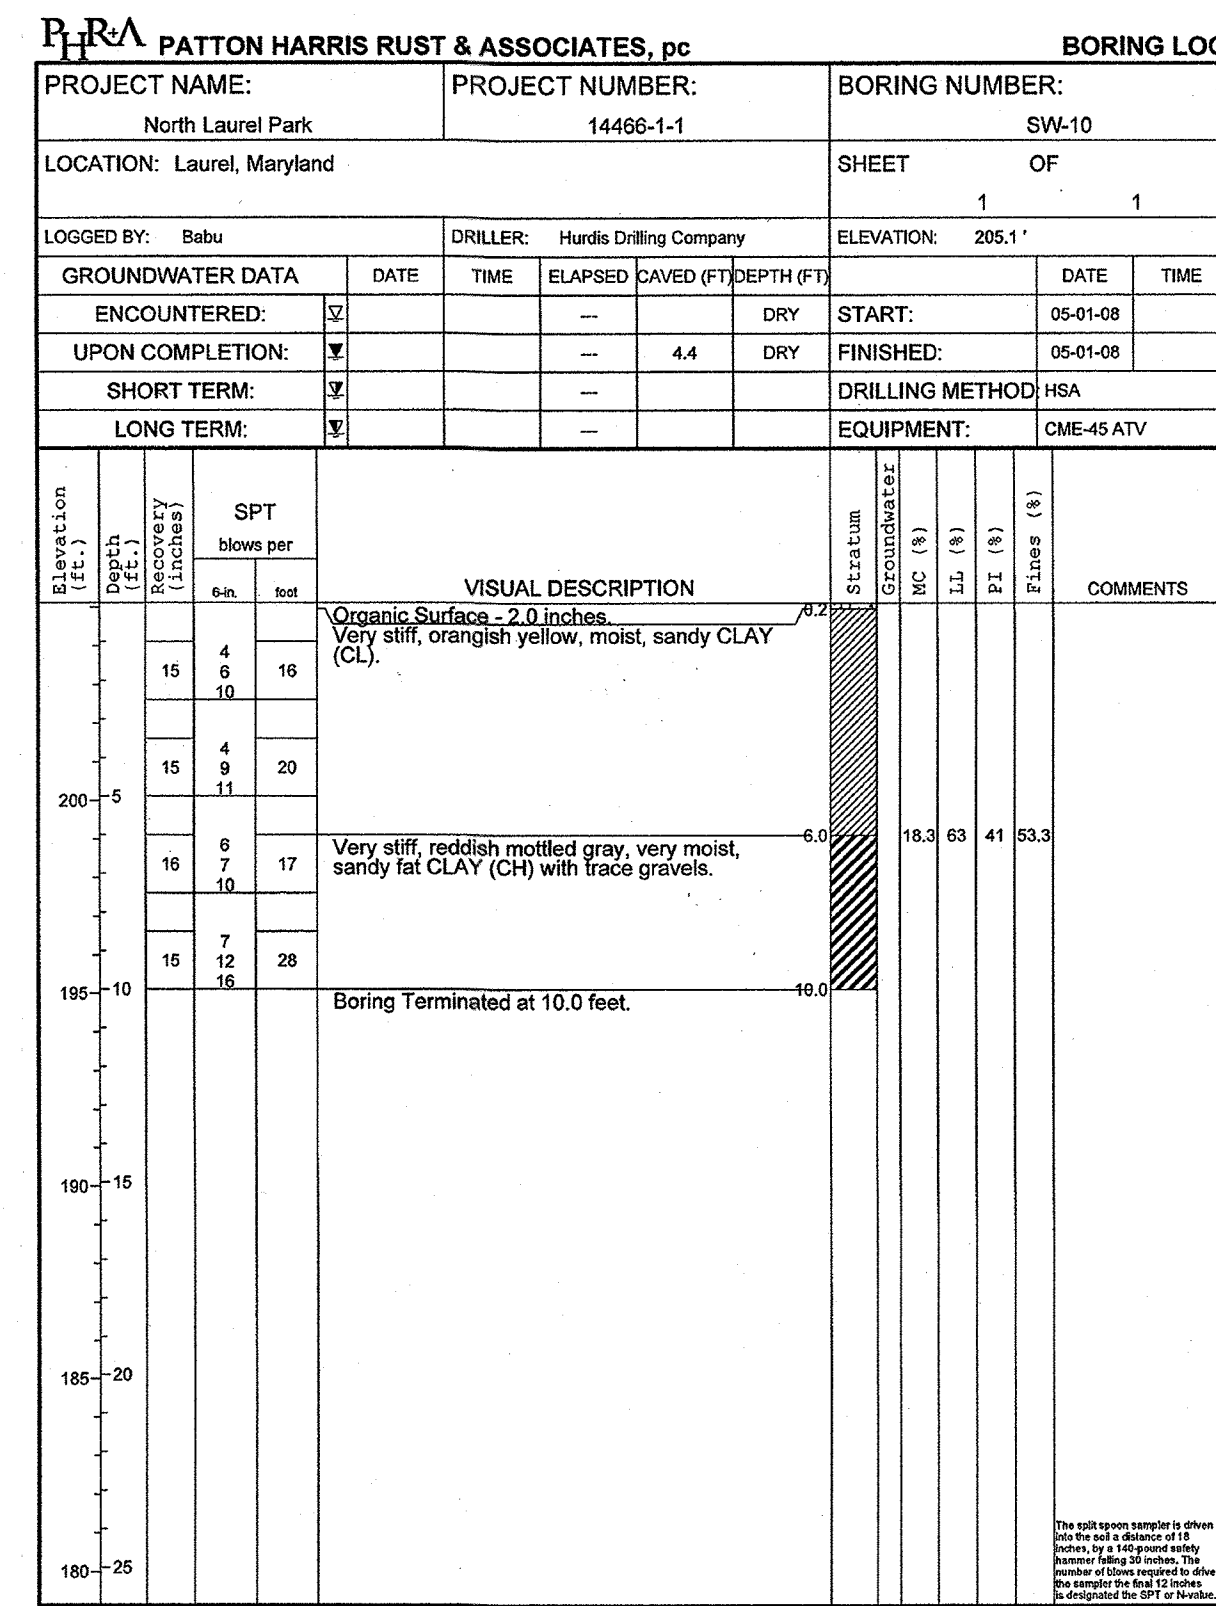 PHR+A PATTON HARRIS RUST & ASSOCIATES, pc BORING LOG
PROJECT NAME: PROJECT NUMBER: BORING NUMBER:
North Laurel Park 14466-1-1 SW-10
LOCATION: Laurel, Maryland SHEET OF
1 1
LOGGED BY: Babu DRILLER: Hurdis Drilling Company ELEVATION: 205.1 '
GROUNDWATER DATA DATE TIME ELAPSED CAVED (FT) DEPTH (FT) DATE TIME
ENCOUNTERED: --- DRY START: 05-01-08
UPON COMPLETION: --- 4.4 DRY FINISHED: 05-01-08
SHORT TERM: --- DRILLING METHOD: HSA
LONG TERM: --- EQUIPMENT: CME-45 ATV
Elevation (ft.) Depth (ft.) Recovery (inches) SPT blows per 6-in. foot VISUAL DESCRIPTION Stratum Groundwater MC (%) LL (%) PI (%) Fines (%) COMMENTS
Organic Surface - 2.0 inches. 0.2
Very stiff, orangish yellow, moist, sandy CLAY
(CL).
4
15 6 16
10
4
15 9 20
11
200 5
6.0 18.3 63 41 53.3
6 Very stiff, reddish mottled gray, very moist,
16 7 17 sandy fat CLAY (CH) with trace gravels.
10
7
15 12 28
16
195 10 10.0
Boring Terminated at 10.0 feet.
190 15
185 20
180 25
The split spoon sampler is driven
into the soil a distance of 18
inches, by a 140-pound safety
hammer falling 30 inches. The
number of blows required to drive
the sampler the final 12 inches
is designated the SPT or N-value.